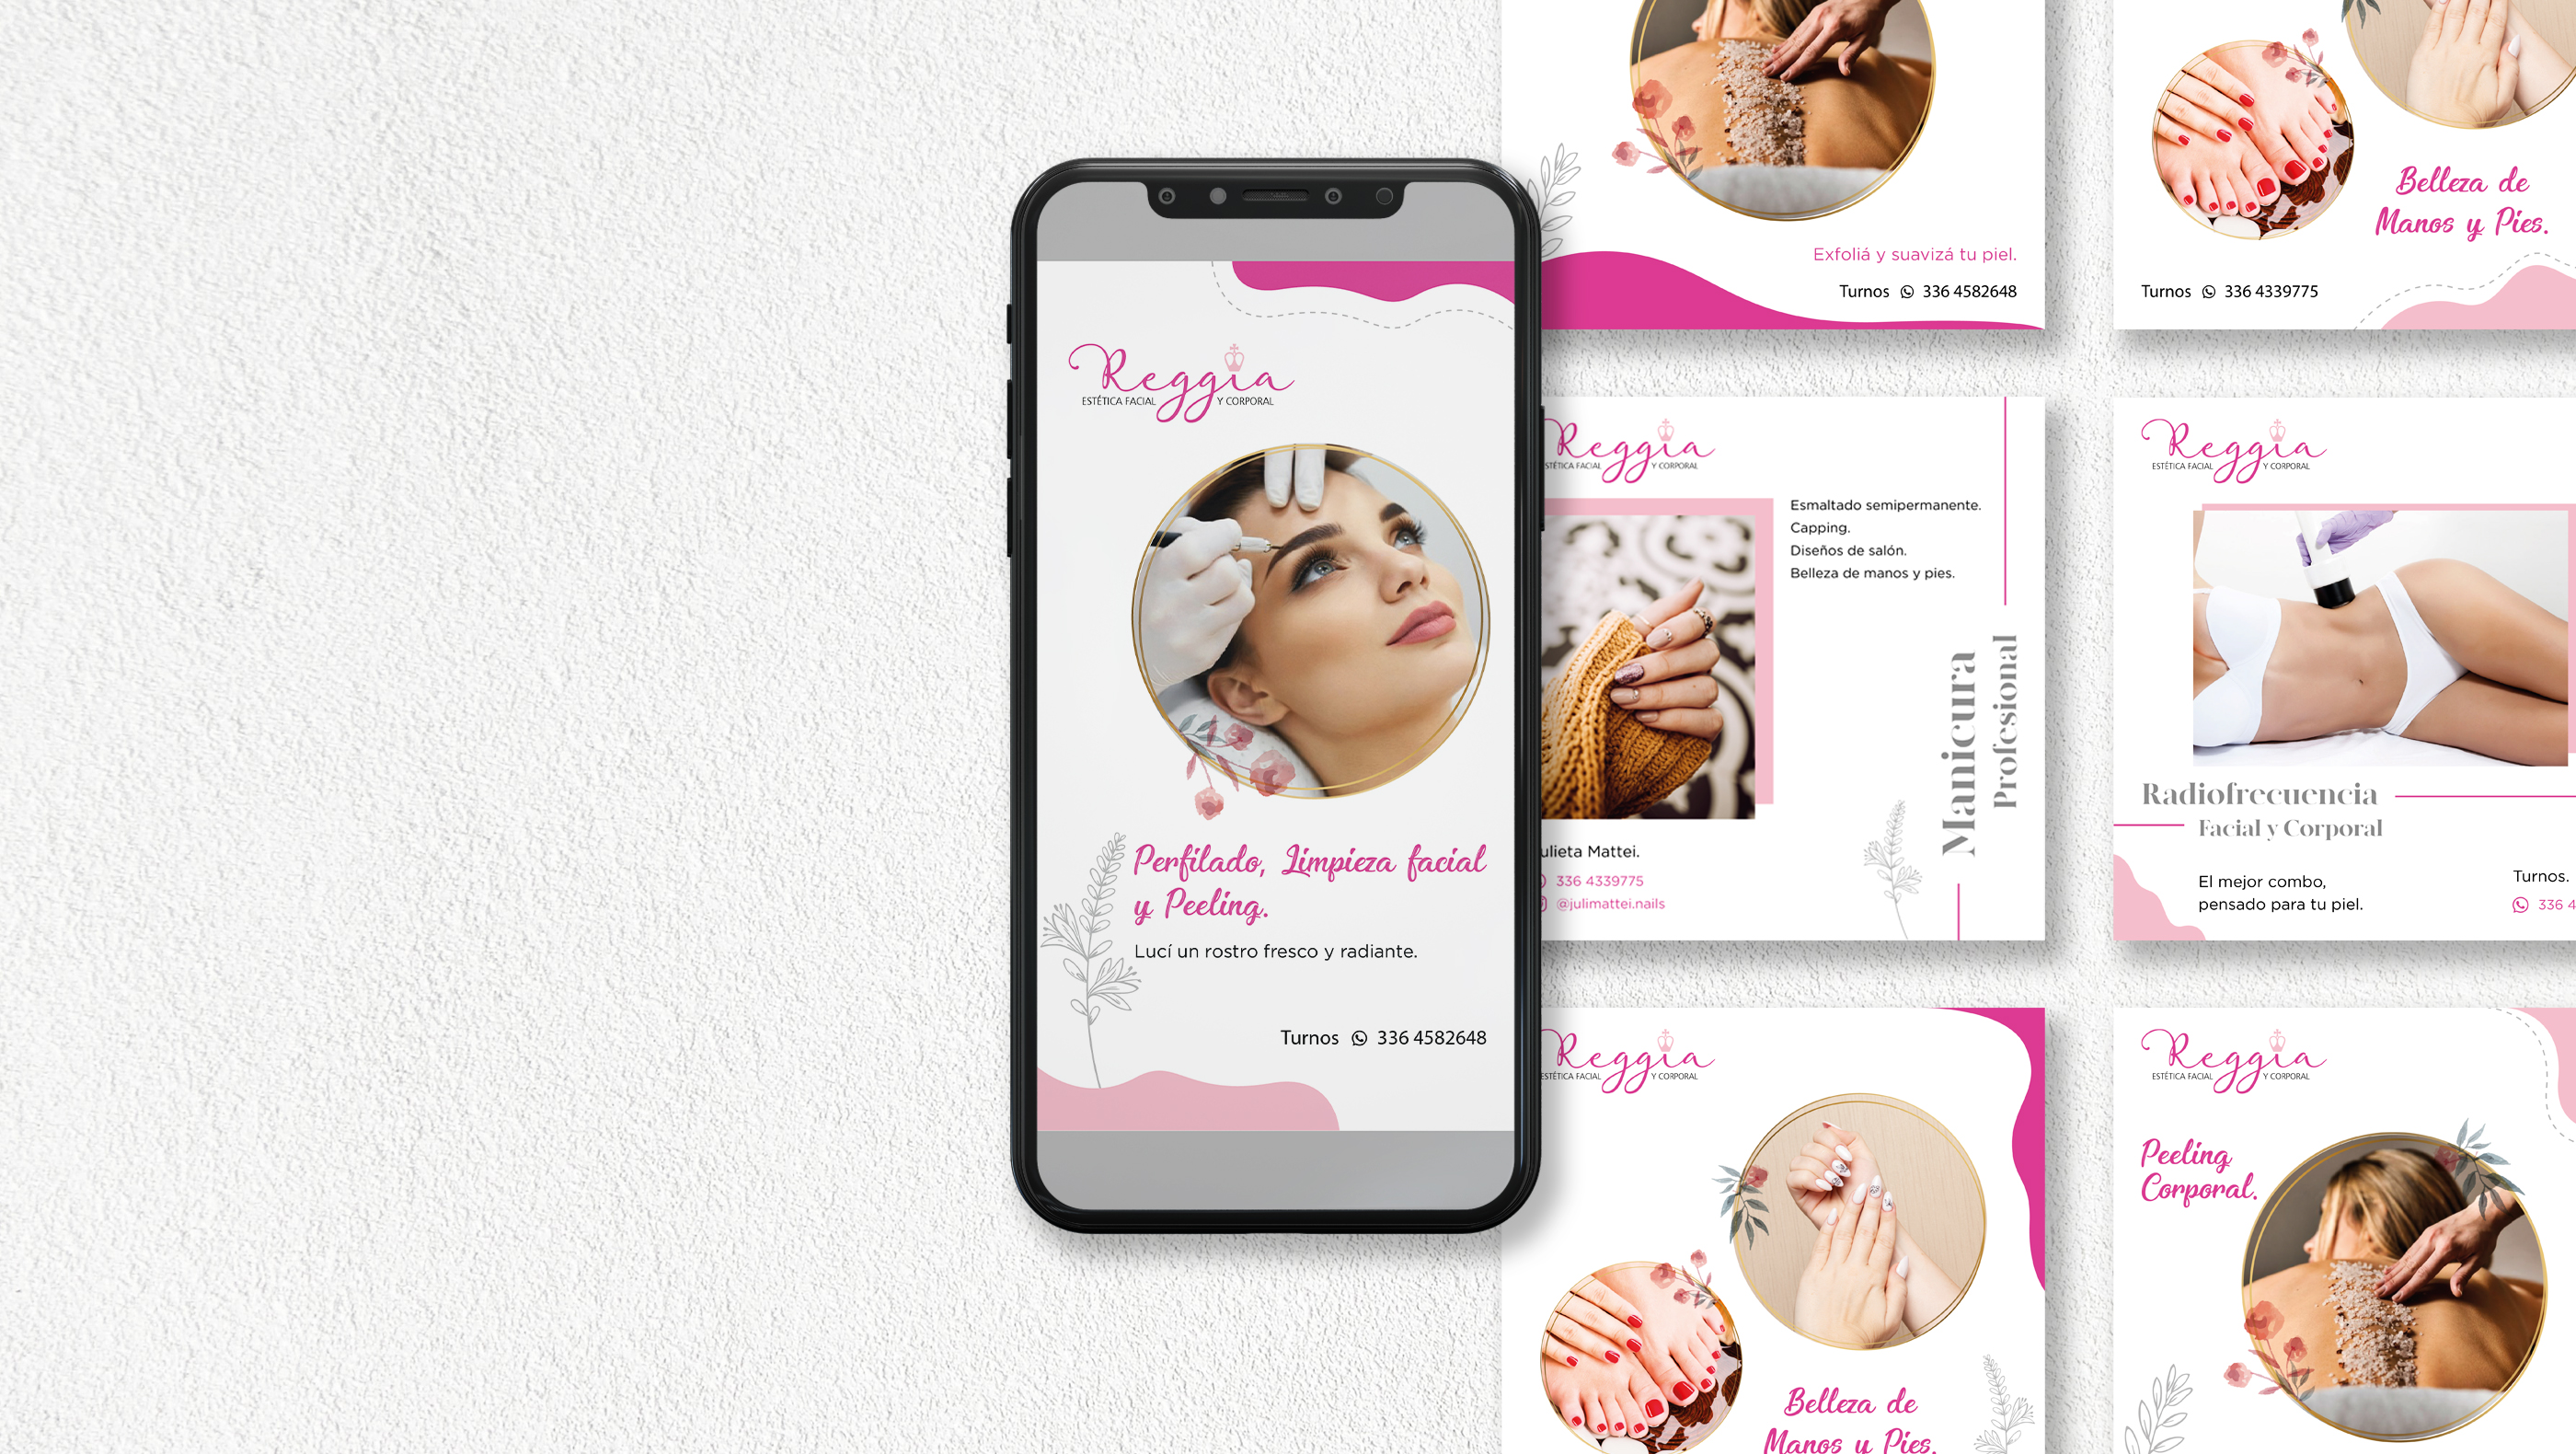 Reggia
ESTÉTICA FACIAL Y CORPORAL
Perfilado, Limpieza facial
y Peeling.
Lucí un rostro fresco y radiante.
Turnos 336 4582648
Exfoliá y suavizá tu piel.
Turnos 336 4582648
Belleza de
Manos y Pies.
Turnos 336 4339775
Reggia
ESTÉTICA FACIAL Y CORPORAL
Esmaltado semipermanente.
Capping.
Diseños de salón.
Belleza de manos y pies.
Manicura
Profesional
ulieta Mattei.
336 4339775
@julimattei.nails
Reggia
ESTÉTICA FACIAL Y CORPORAL
Radiofrecuencia
Facial y Corporal
El mejor combo,
pensado para tu piel.
Turnos.
336 4
Reggia
ESTÉTICA FACIAL Y CORPORAL
Belleza de
Manos y Pies.
Reggia
ESTÉTICA FACIAL Y CORPORAL
Peeling
Corporal.